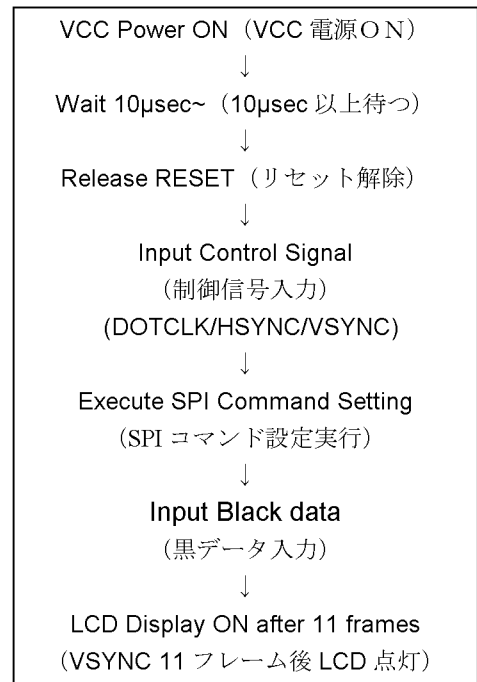 VCC Power ON（VCC 電源ＯＮ）
↓
Wait 10μsec~（10μsec 以上待つ）
↓
Release RESET（リセット解除）
↓
Input Control Signal
（制御信号入力）
(DOTCLK/HSYNC/VSYNC)
↓
Execute SPI Command Setting
（SPI コマンド設定実行）
↓
Input Black data
（黒データ入力）
↓
LCD Display ON after 11 frames
（VSYNC 11 フレーム後 LCD 点灯）